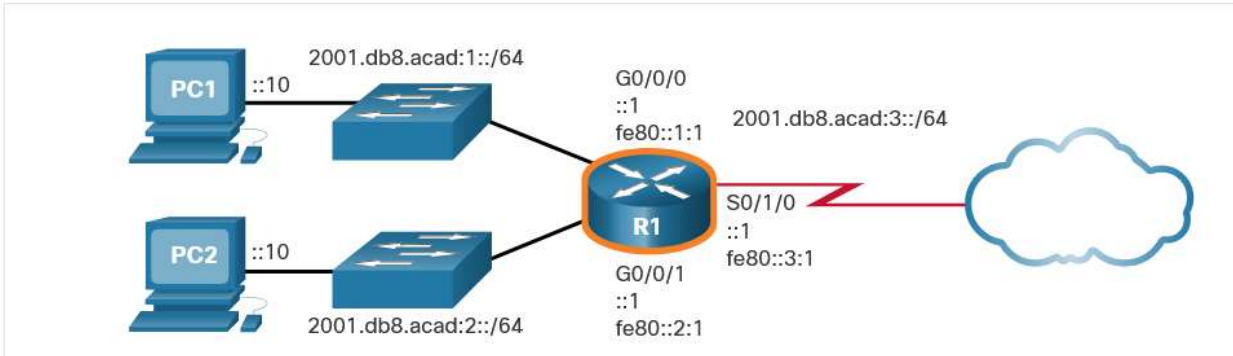 2001.db8.acad:1::/64
PC1
::10
G0/0/0
::1
fe80::1:1
2001.db8.acad:3::/64
R1
S0/1/0
::1
fe80::3:1
PC2
::10
G0/0/1
::1
fe80::2:1
2001.db8.acad:2::/64